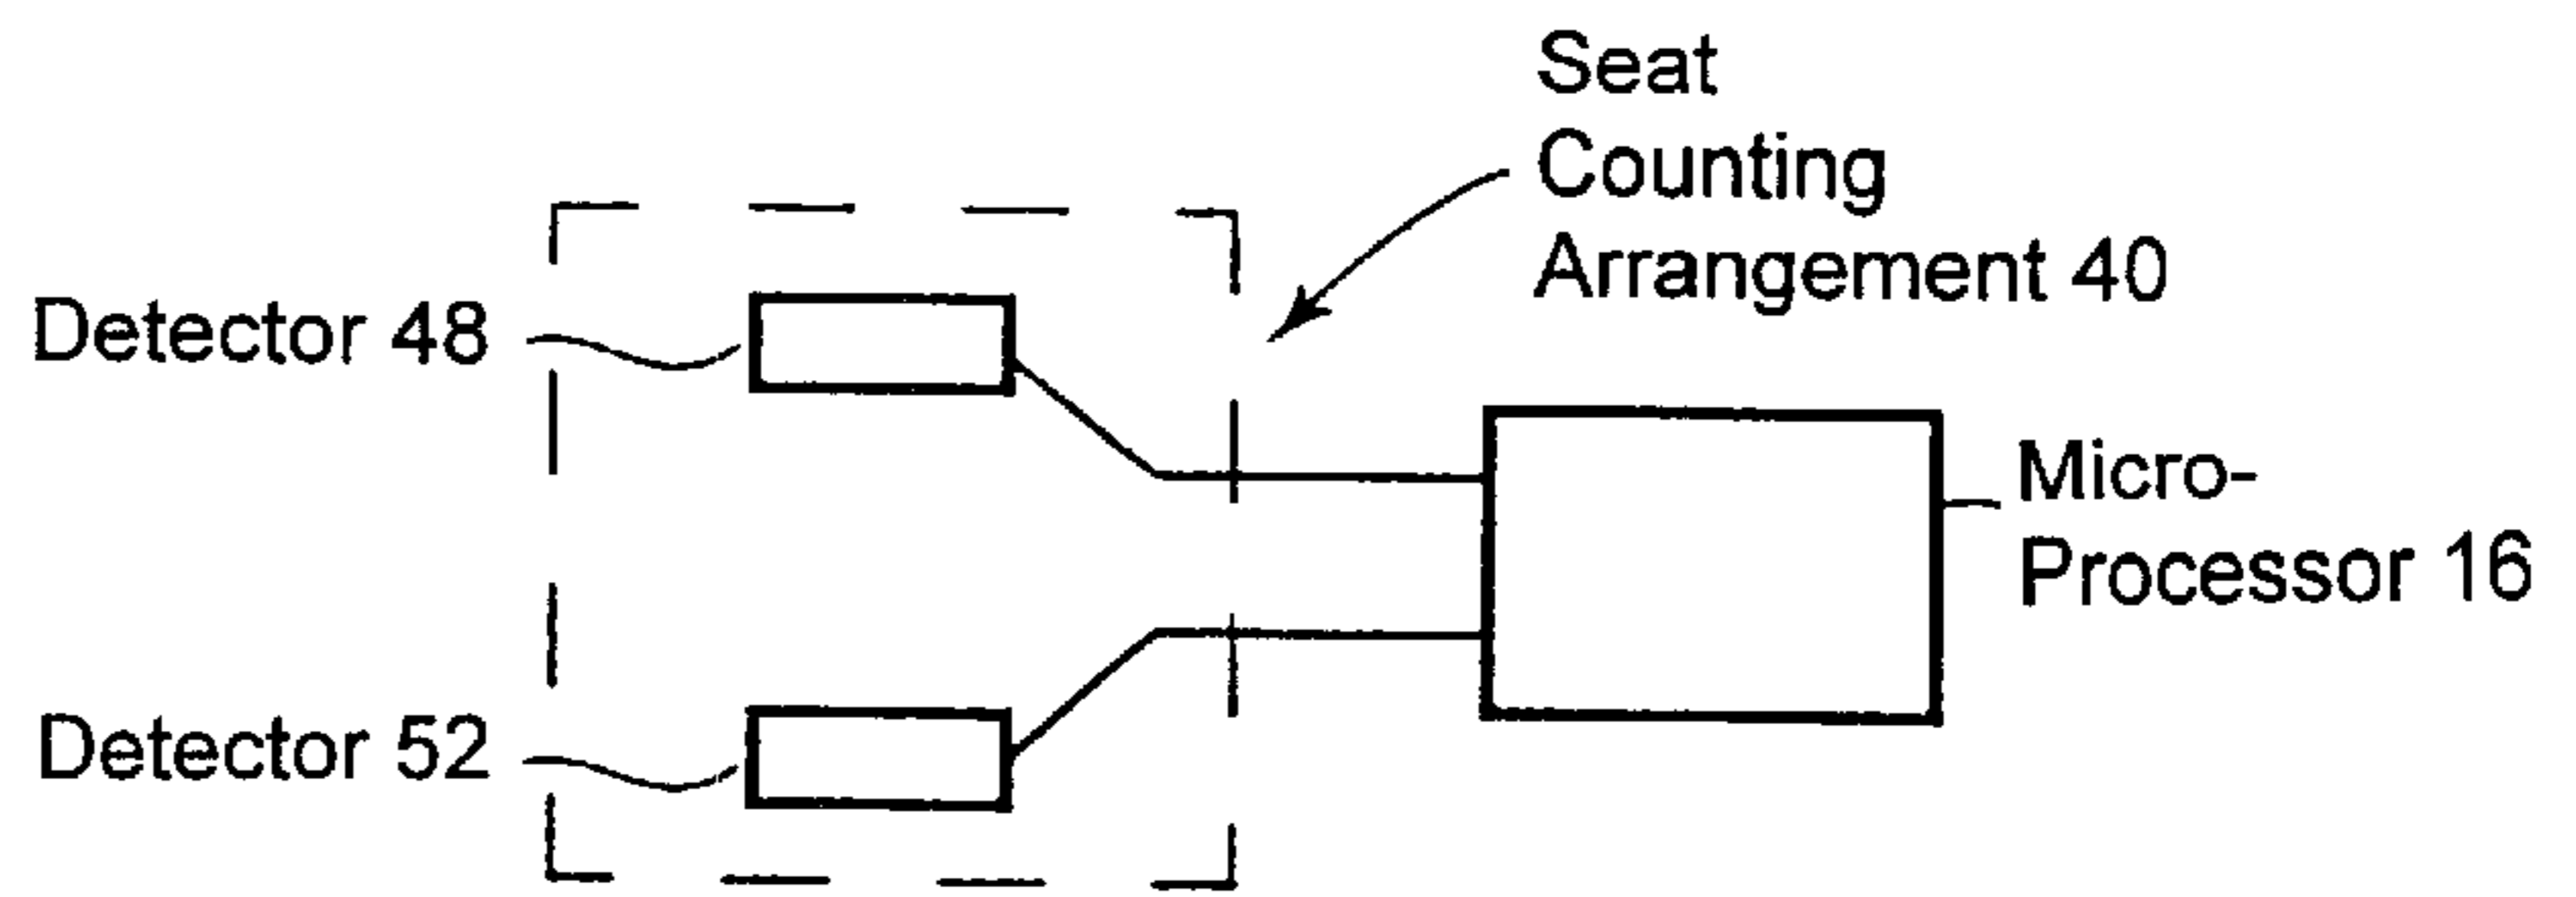 Seat
Counting
Arrangement 40
Detector 48
Micro-
Processor 16
Detector 52